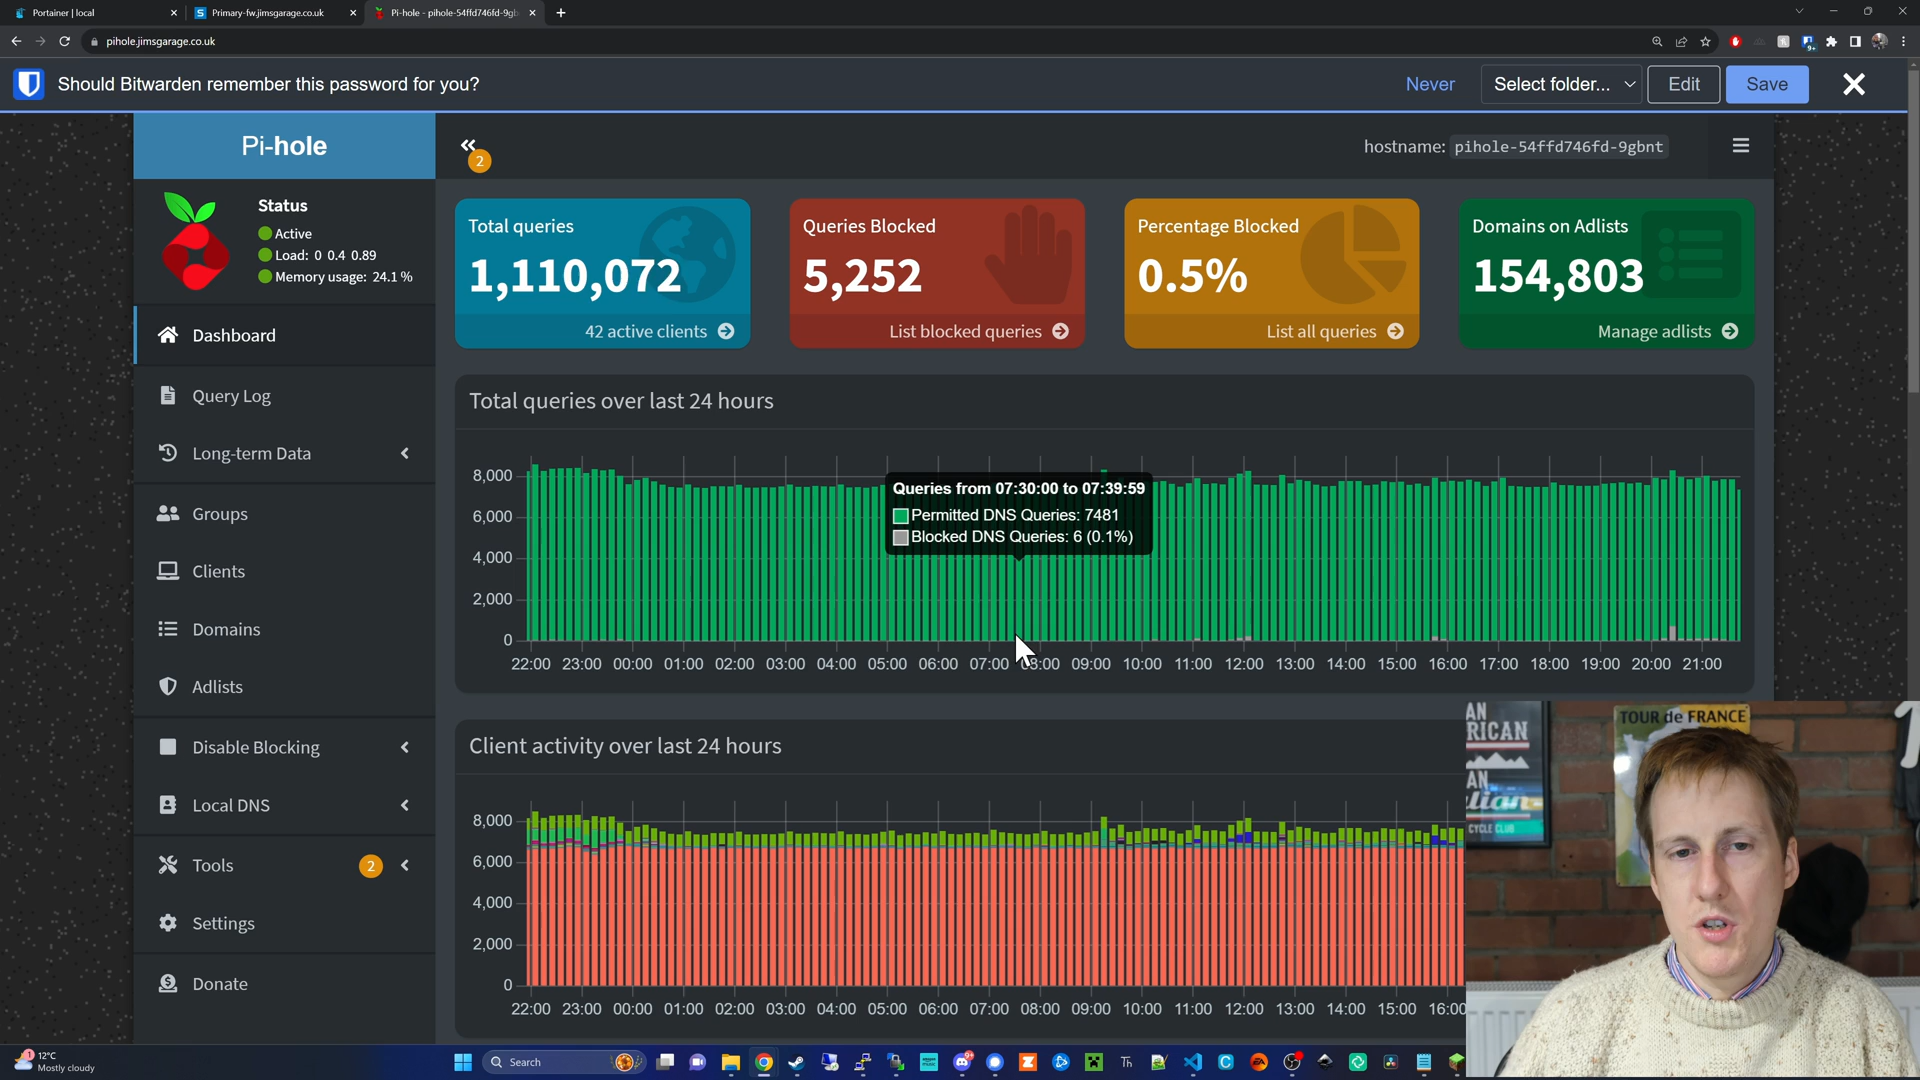 Portainer | local
Primary-fw.jimsgarage.co.uk
Pi-hole - pihole-54ffd746fd-9gb
pihole.jimsgarage.co.uk
Should Bitwarden remember this password for you?
Never
Select folder...
Edit
Save
Pi-hole
2
hostname: pihole-54ffd746fd-9gbnt
Status
Active
Load: 0 0.4 0.89
Memory usage: 24.1 %
Total queries
1,110,072
42 active clients
Queries Blocked
5,252
List blocked queries
Percentage Blocked
0.5%
List all queries
Domains on Adlists
154,803
Manage adlists
Dashboard
Query Log
Long-term Data
Groups
Clients
Domains
Adlists
Disable Blocking
Local DNS
Tools
2
Settings
Donate
Total queries over last 24 hours
8,000
6,000
4,000
2,000
0
Queries from 07:30:00 to 07:39:59
Permitted DNS Queries: 7481
Blocked DNS Queries: 6 (0.1%)
22:00 23:00 00:00 01:00 02:00 03:00 04:00 05:00 06:00 07:00 08:00 09:00 10:00 11:00 12:00 13:00 14:00 15:00 16:00 17:00 18:00 19:00 20:00 21:00
Client activity over last 24 hours
8,000
6,000
4,000
2,000
0
22:00 23:00 00:00 01:00 02:00 03:00 04:00 05:00 06:00 07:00 08:00 09:00 10:00 11:00 12:00 13:00 14:00 15:00 16:00
AN
RICAN
AN
lian
CYCLE CLUB
TOUR de FRANCE
12°C
Mostly cloudy
Search